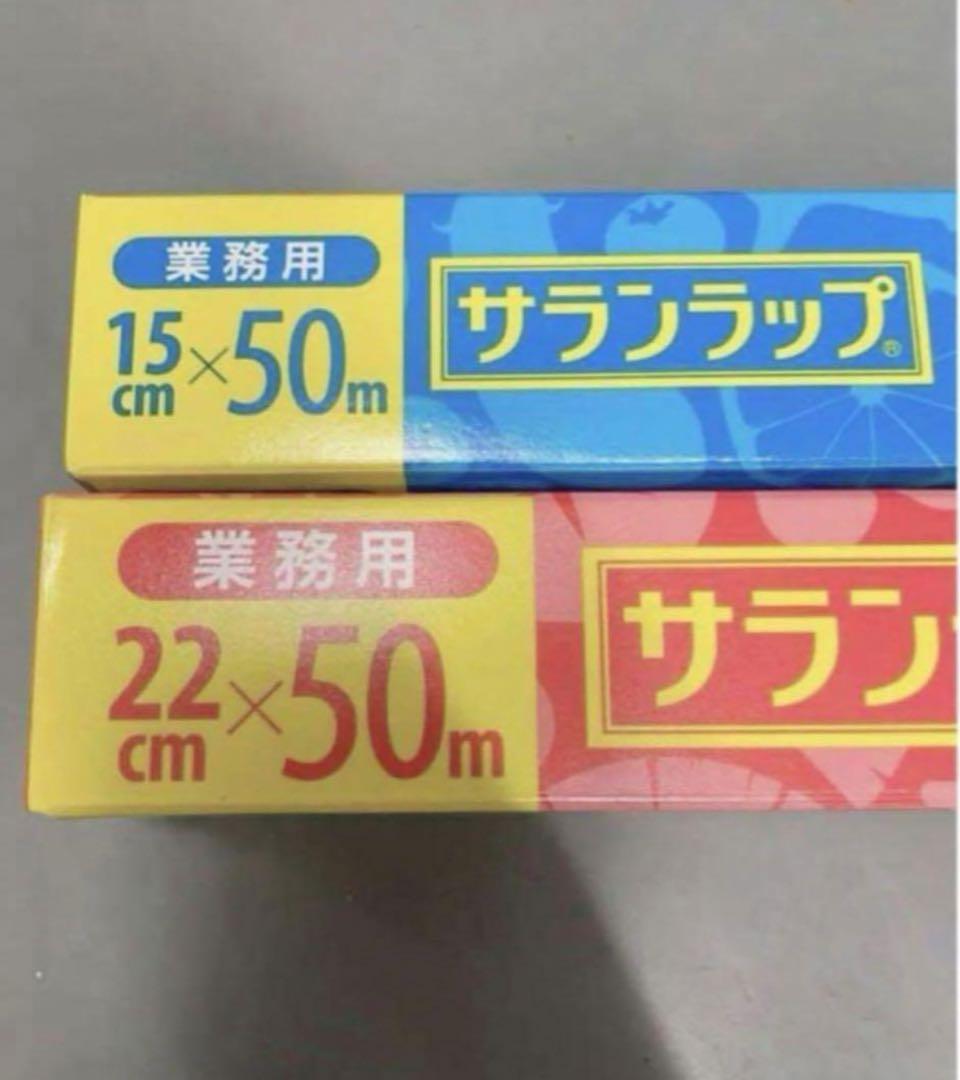 業務用
15cm×50m
サランラップ®
業務用
22cm×50m
サラン